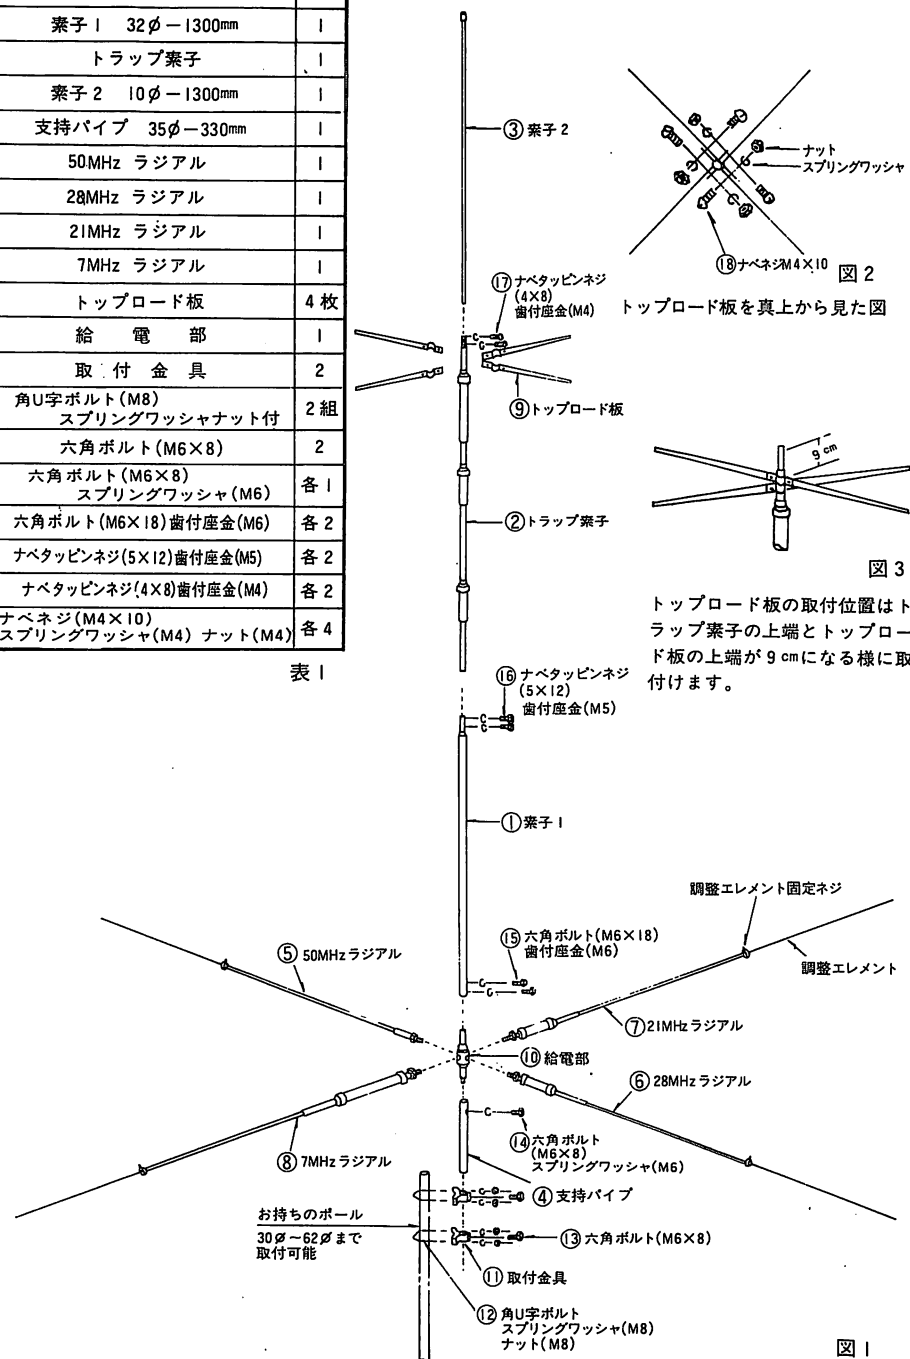 素子1 32φ－1300mm 1
トラップ素子 1
素子2 10φ－1300mm 1
支持パイプ 35φ－330mm 1
50MHz ラジアル 1
28MHz ラジアル 1
21MHz ラジアル 1
7MHz ラジアル 1
トップロード板 4枚
給電部 1
取付金具 2
角U字ボルト(M8)
スプリングワッシャナット付 2組
六角ボルト(M6×8) 2
六角ボルト(M6×8)
スプリングワッシャ(M6) 各1
六角ボルト(M6×18)歯付座金(M6) 各2
ナベタッピンネジ(5×12)歯付座金(M5) 各2
ナベタッピンネジ(4×8)歯付座金(M4) 各2
ナベネジ(M4×10)
スプリングワッシャ(M4) ナット(M4) 各4
表1
③素子2
⑰ナベタッピンネジ
(4×8)
歯付座金(M4)
⑨トップロード板
②トラップ素子
⑯ナベタッピンネジ
(5×12)
歯付座金(M5)
①素子1
⑮六角ボルト(M6×18)
歯付座金(M6)
⑤50MHzラジアル
調整エレメント固定ネジ
調整エレメント
⑦21MHzラジアル
⑩給電部
⑥28MHzラジアル
⑧7MHzラジアル
⑭六角ボルト
(M6×8)
スプリングワッシャ(M6)
④支持パイプ
お持ちのポール
30φ～62φまで
取付可能
⑬六角ボルト(M6×8)
⑪取付金具
⑫角U字ボルト
スプリングワッシャ(M8)
ナット(M8)
図1
ナット
スプリングワッシャ
⑱ナベネジM4×10
図2
トップロード板を真上から見た図
9cm
図3
トップロード板の取付位置はト
ラップ素子の上端とトップロー
ド板の上端が9cmになる様に取
付けます。